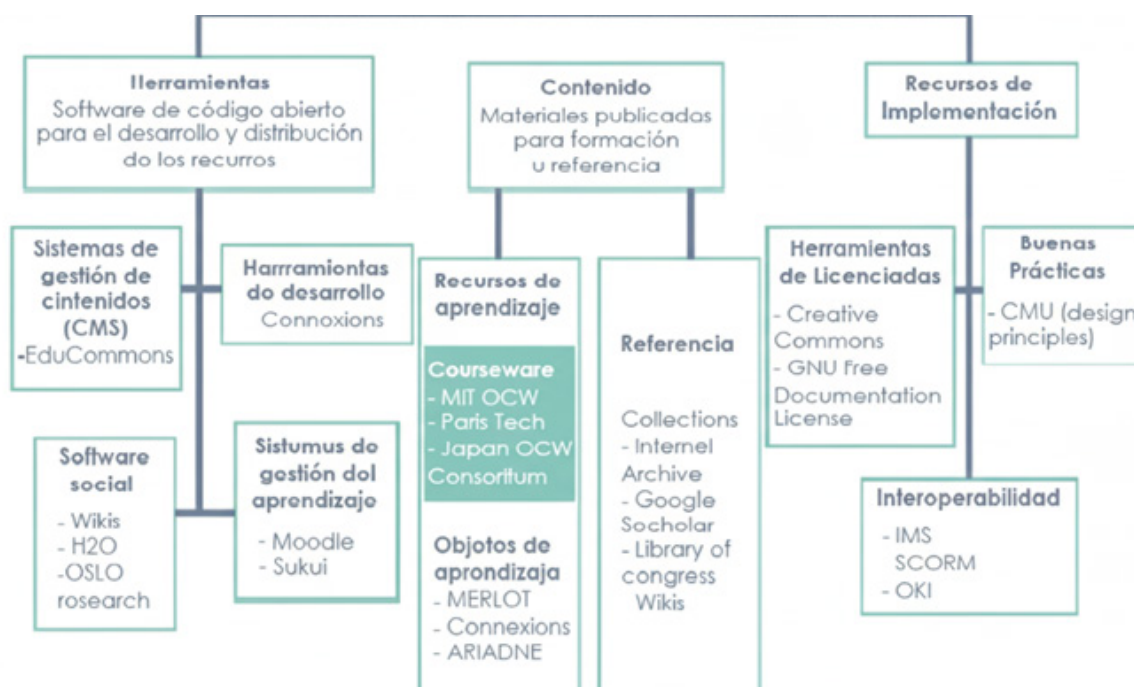 Herramientas
Software de código abierto
para el desarrollo y distribución
do los recurros
Contenido
Materiales publicadas
para formación
u referencia
Recursos de
Implementación
Sistemas de
gestión de
cintenidos
(CMS)
-EduCommons
Harrramiontas
do desarrollo
Connoxions
Software
social
- Wikis
- H2O
-OSLO
rosearch
Sistumus de
gestión dol
aprendizaje
- Moodle
- Sukui
Recursos de
aprendizaje
Courseware
- MIT OCW
- Paris Tech
- Japan OCW
Consoritum
Objotos de
aprondizaja
- MERLOT
- Connexions
- ARIADNE
Referencia
Collections
- Internel
Archive
- Google
Socholar
- Library of
congress
Wikis
Herramientas
de Licenciadas
- Creative
Commons
- GNU Free
Documentation
License
Buenas
Prácticas
- CMU (design
principles)
Interoperabilidad
- IMS
SCORM
- OKI